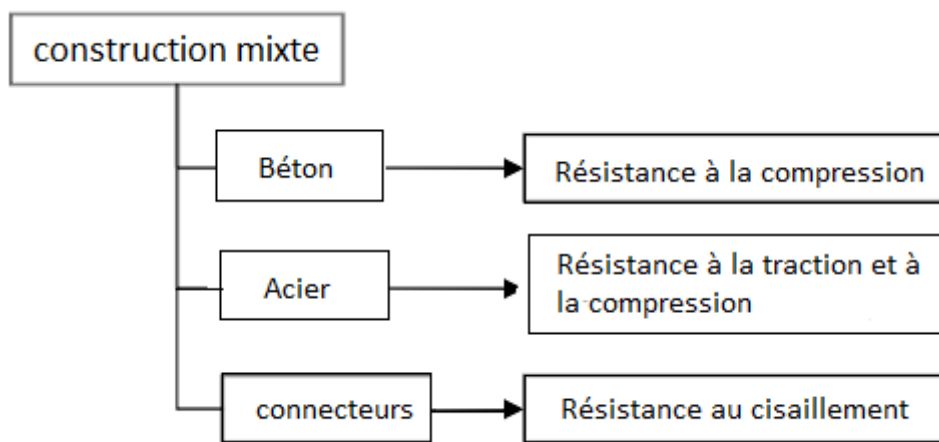 construction mixte
Béton
Résistance à la compression
Acier
Résistance à la traction et à
la compression
connecteurs
Résistance au cisaillement